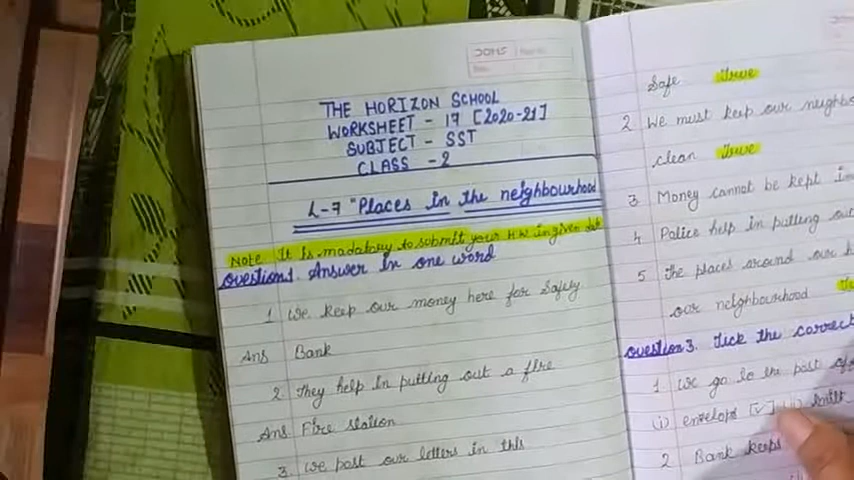 THE HORIZON SCHOOL
WORKSHEET - 17 [2020-21]
SUBJECT - SST
CLASS - 2
L-7 "Places in the neighbourhood
Note It is madatory to submit your H.W in given
Question1. Answer in one word
1 We keep our money here for safety
Ans Bank
2. They help in putting out a fire
Ans Fire station
3. we post our letters in this
Safe True
2 We must keep our
clean True
3 Money cannot be kept
4 Police help in putting
5 the places around our
our neighbourhood
Question3. Tick the correct
1 We go to the post
(i) envelope [✓]
2 Bank keeps